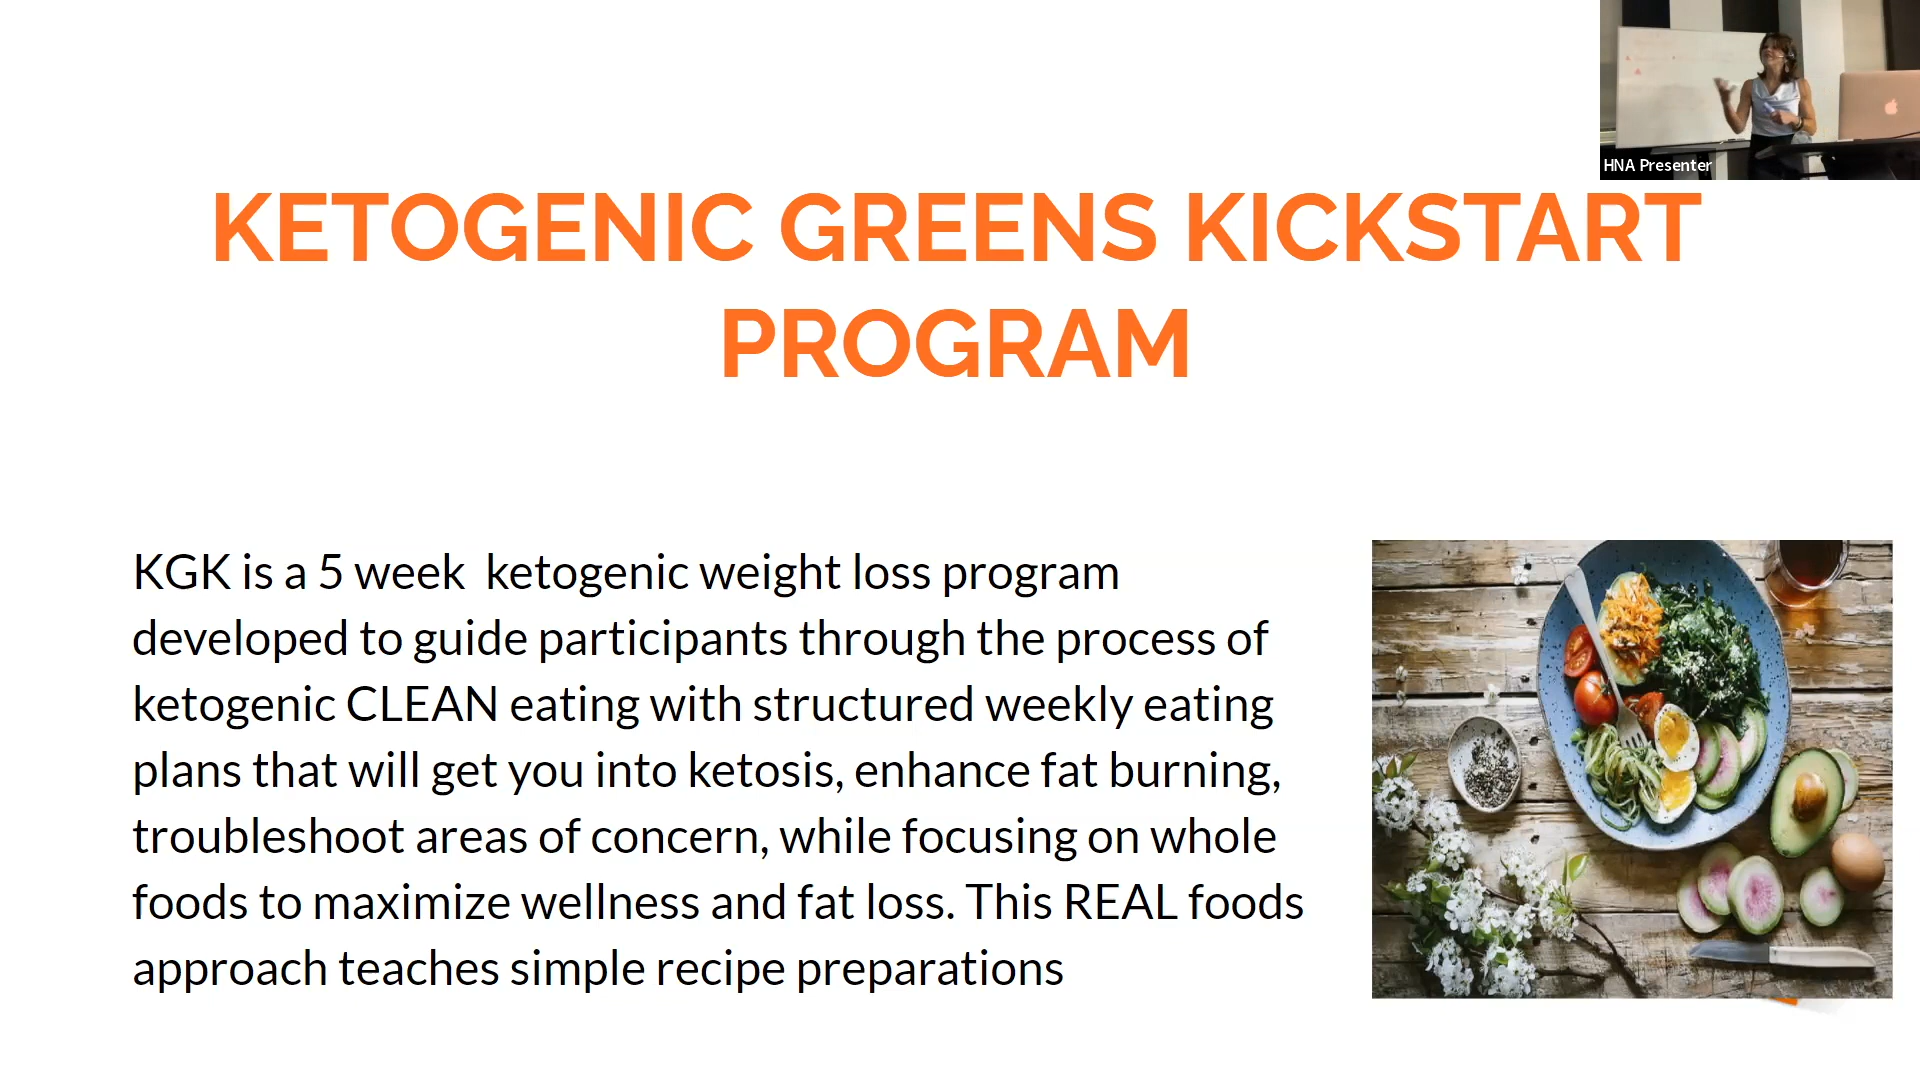 HNA Presenter
KETOGENIC GREENS KICKSTART
PROGRAM
KGK is a 5 week  ketogenic weight loss program
developed to guide participants through the process of
ketogenic CLEAN eating with structured weekly eating
plans that will get you into ketosis, enhance fat burning,
troubleshoot areas of concern, while focusing on whole
foods to maximize wellness and fat loss. This REAL foods
approach teaches simple recipe preparations